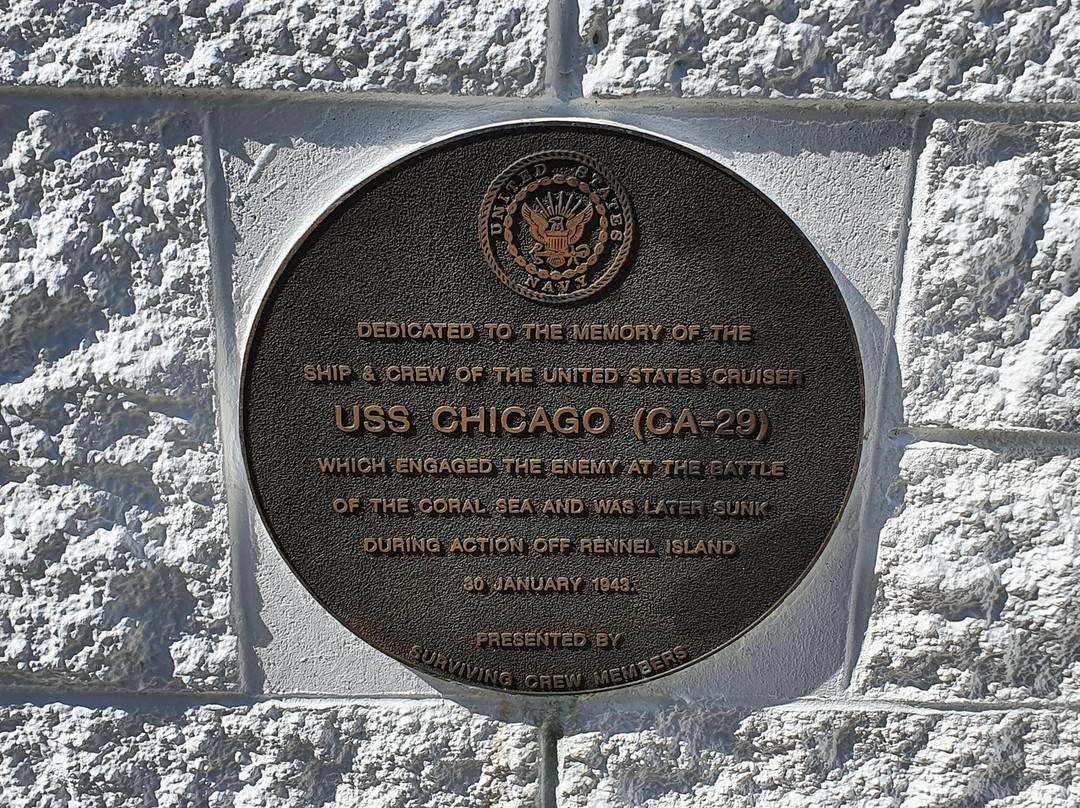 UNITED STATES
NAVY
DEDICATED TO THE MEMORY OF THE
SHIP & CREW OF THE UNITED STATES CRUISER
USS CHICAGO (CA-29)
WHICH ENGAGED THE ENEMY AT THE BATTLE
OF THE CORAL SEA AND WAS LATER SUNK
DURING ACTION OFF RENNEL ISLAND
30 JANUARY 1943.
PRESENTED BY
SURVIVING CREW MEMBERS